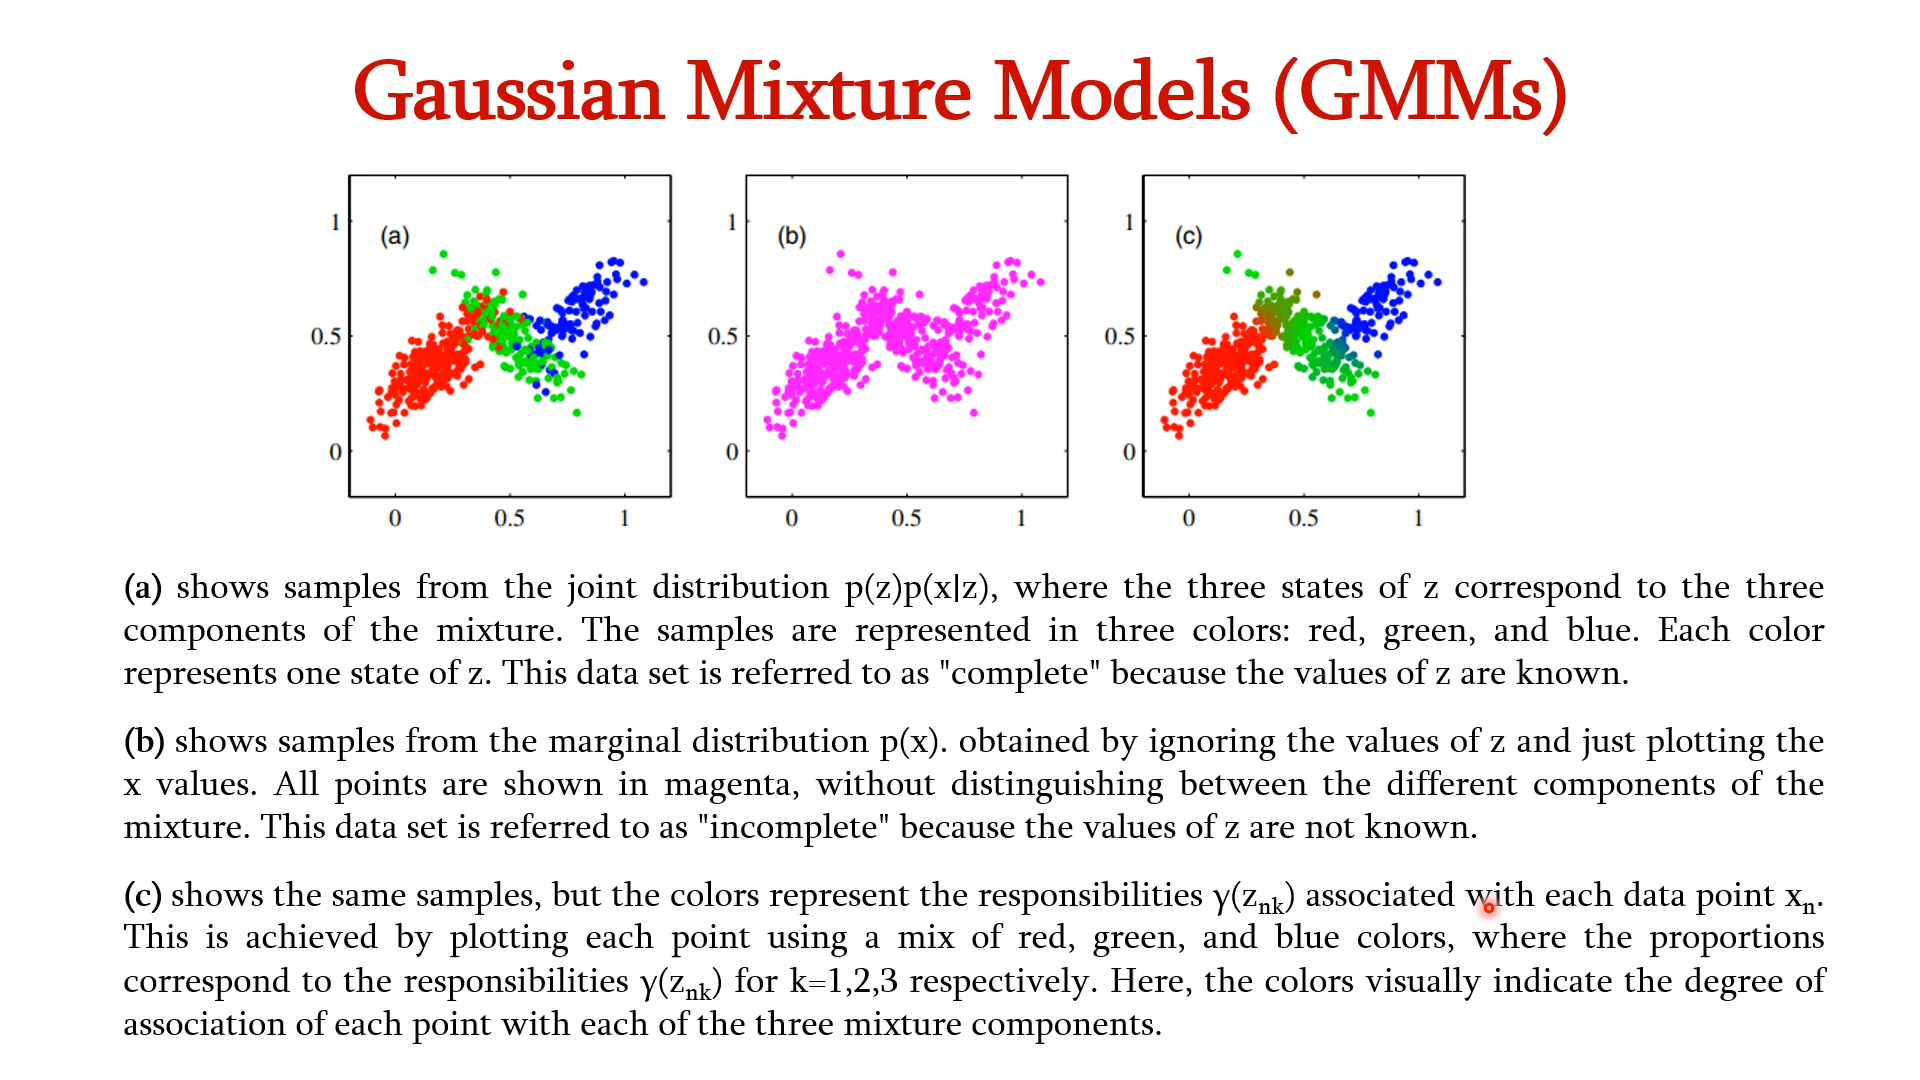 Gaussian Mixture Models (GMMs)
(a)
1
0.5
0
0
0.5
1
(b)
1
0.5
0
0
0.5
1
(c)
1
0.5
0
0
0.5
1
(a) shows samples from the joint distribution p(z)p(x|z), where the three states of z correspond to the three
components of the mixture. The samples are represented in three colors: red, green, and blue. Each color
represents one state of z. This data set is referred to as "complete" because the values of z are known.
(b) shows samples from the marginal distribution p(x). obtained by ignoring the values of z and just plotting the
x values. All points are shown in magenta, without distinguishing between the different components of the
mixture. This data set is referred to as "incomplete" because the values of z are not known.
(c) shows the same samples, but the colors represent the responsibilities γ(zₙₖ) associated with each data point xₙ.
This is achieved by plotting each point using a mix of red, green, and blue colors, where the proportions
correspond to the responsibilities γ(zₙₖ) for k=1,2,3 respectively. Here, the colors visually indicate the degree of
association of each point with each of the three mixture components.